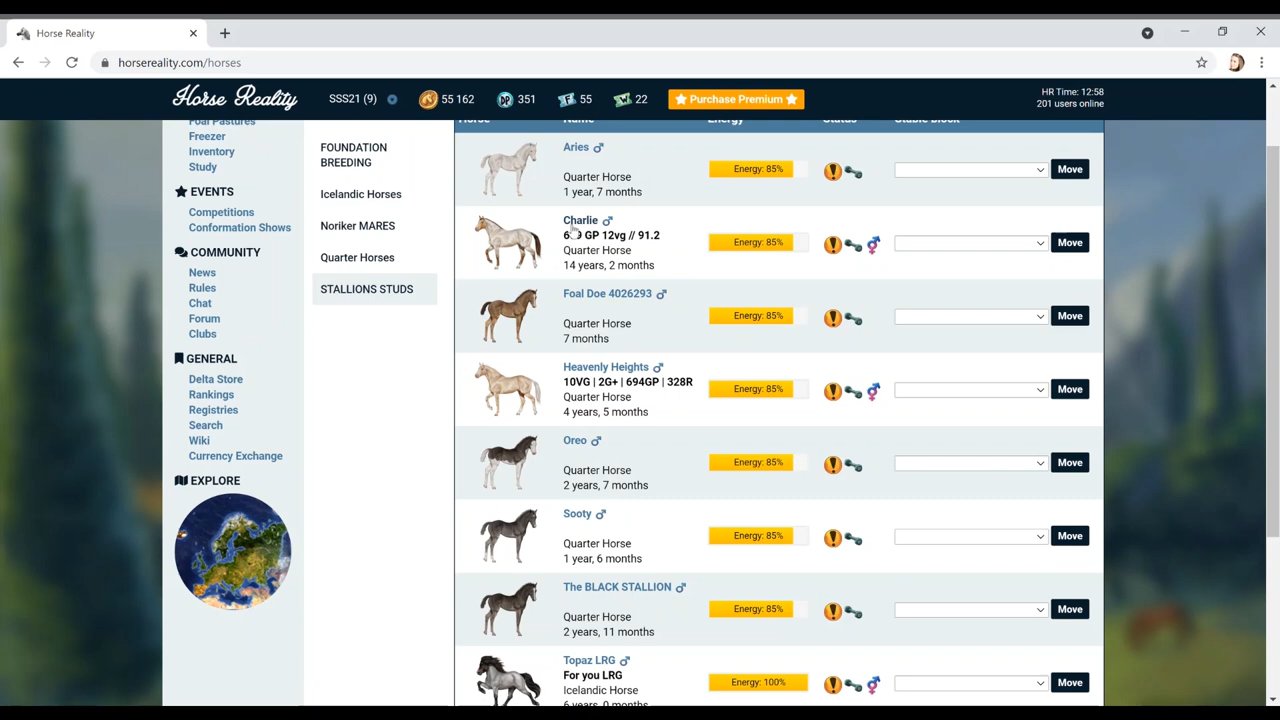 Horse Reality
horsereality.com/horses
Horse Reality
SSS21 (9)
55 162
351
55
22
Purchase Premium
HR Time: 12:58
201 users online
Foal Pastures
Freezer
Inventory
Study
EVENTS
Competitions
Conformation Shows
COMMUNITY
News
Rules
Chat
Forum
Clubs
GENERAL
Delta Store
Rankings
Registries
Search
Wiki
Currency Exchange
EXPLORE
FOUNDATION
BREEDING
Icelandic Horses
Noriker MARES
Quarter Horses
STALLIONS STUDS
Horse Name Energy Status Stable Block
Aries
Quarter Horse
1 year, 7 months
Energy: 85%
Move
Charlie
GP 12vg // 91.2
Quarter Horse
14 years, 2 months
Energy: 85%
Move
Foal Doe 4026293
Quarter Horse
7 months
Energy: 85%
Move
Heavenly Heights
10VG | 2G+ | 694GP | 328R
Quarter Horse
4 years, 5 months
Energy: 85%
Move
Oreo
Quarter Horse
2 years, 7 months
Energy: 85%
Move
Sooty
Quarter Horse
1 year, 6 months
Energy: 85%
Move
The BLACK STALLION
Quarter Horse
2 years, 11 months
Energy: 85%
Move
Topaz LRG
For you LRG
Icelandic Horse
6 years, 0 months
Energy: 100%
Move